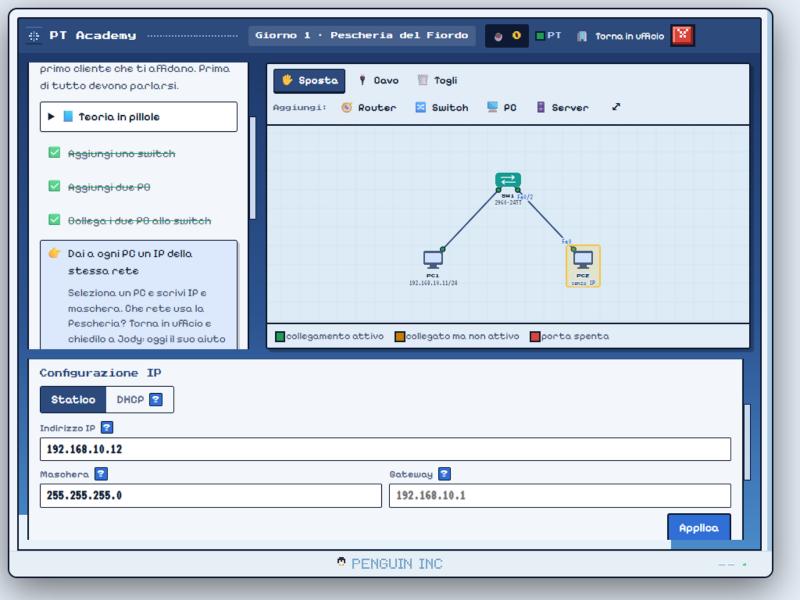 PT Academy
Giorno 1 · Pescheria del Fiordo
0
PT
Torna in ufficio
primo cliente che ti affidano. Prima
di tutto devono parlarsi.
Teoria in pillole
Aggiungi uno switch
Aggiungi due PC
Collega i due PC allo switch
Dai a ogni PC un IP della
stessa rete
Seleziona un PC e scrivi IP e
maschera. Che rete usa la
Pescheria? Torna in ufficio e
chiedilo a Jody: oggi il suo aiuto
Sposta
Cavo
Togli
Aggiungi:
Router
Switch
PC
Server
SW1
Fa0/2
2960-24TT
Fa0
PC1
192.168.10.11/24
PC2
senza IP
collegamento attivo
collegato ma non attivo
porta spenta
Configurazione IP
Statico
DHCP ?
Indirizzo IP ?
192.168.10.12
Maschera ?
Gateway ?
255.255.255.0
192.168.10.1
Applica
PENGUIN INC